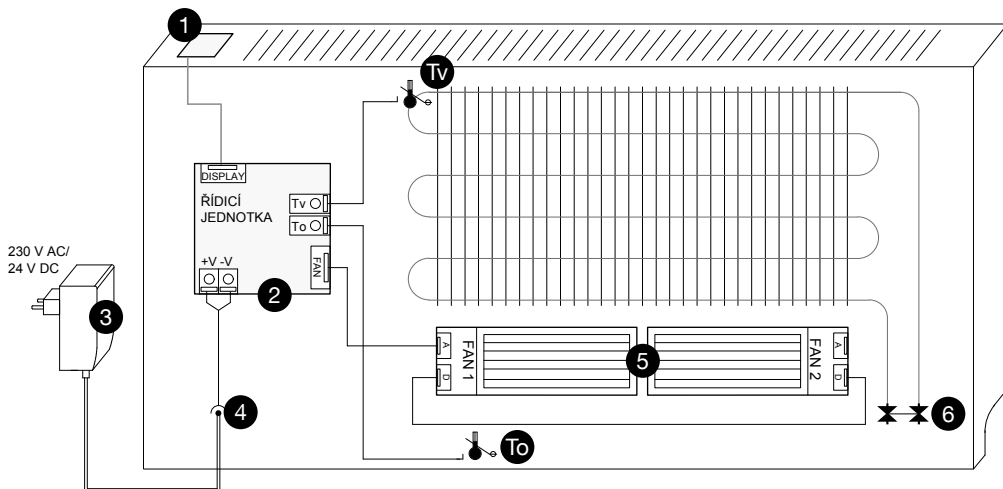 1
Tv
DISPLAY
ŘÍDICÍ
JEDNOTKA
Tv
To
FAN
+V -V
2
230 V AC/
24 V DC
3
4
A
D
FAN 1
5
FAN 2
A
D
6
To